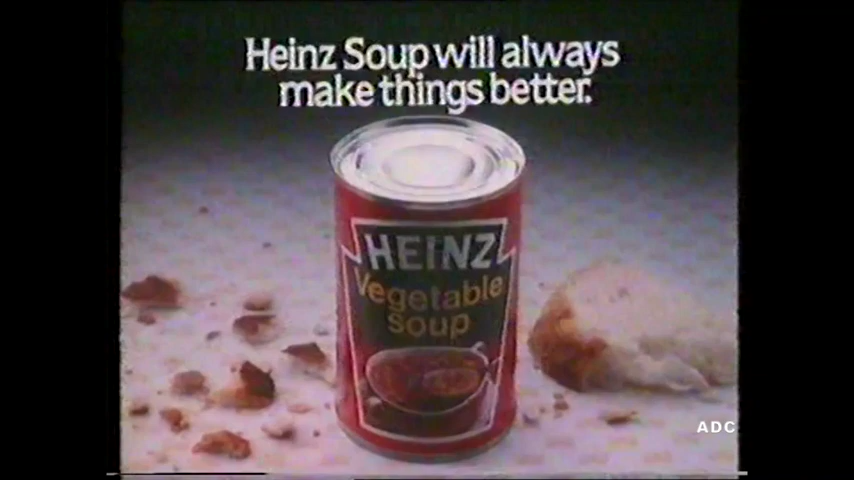 Heinz Soup will always
make things better.
HEINZ
Vegetable
soup
ADC